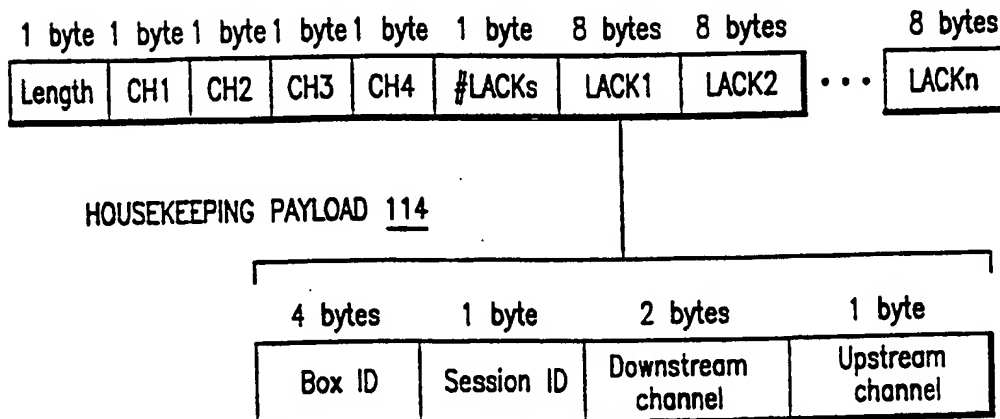 1 byte 1 byte 1 byte 1 byte 1 byte 1 byte 8 bytes 8 bytes 8 bytes
Length CH1 CH2 CH3 CH4 #LACKs LACK1 LACK2 • • • LACKn
HOUSEKEEPING PAYLOAD 114
4 bytes 1 byte 2 bytes 1 byte
Box ID Session ID Downstream channel Upstream channel